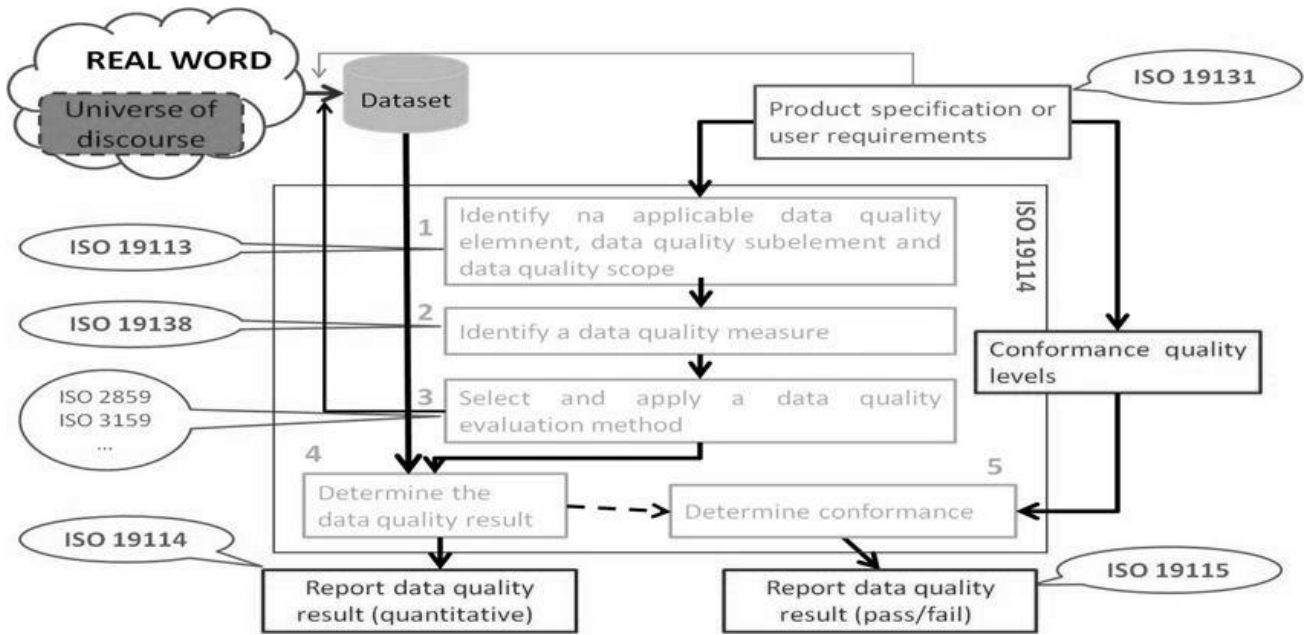 REAL WORD
Universe of
discourse
Dataset
ISO 19131
Product specification or
user requirements
ISO 19114
1
Identify na applicable data quality
elemnent, data quality subelement and
data quality scope
ISO 19113
2
Identify a data quality measure
ISO 19138
Conformance quality
levels
3
Select and apply a data quality
evaluation method
ISO 2859
ISO 3159
...
4
Determine the
data quality result
5
Determine conformance
ISO 19114
Report data quality
result (quantitative)
Report data quality
result (pass/fail)
ISO 19115